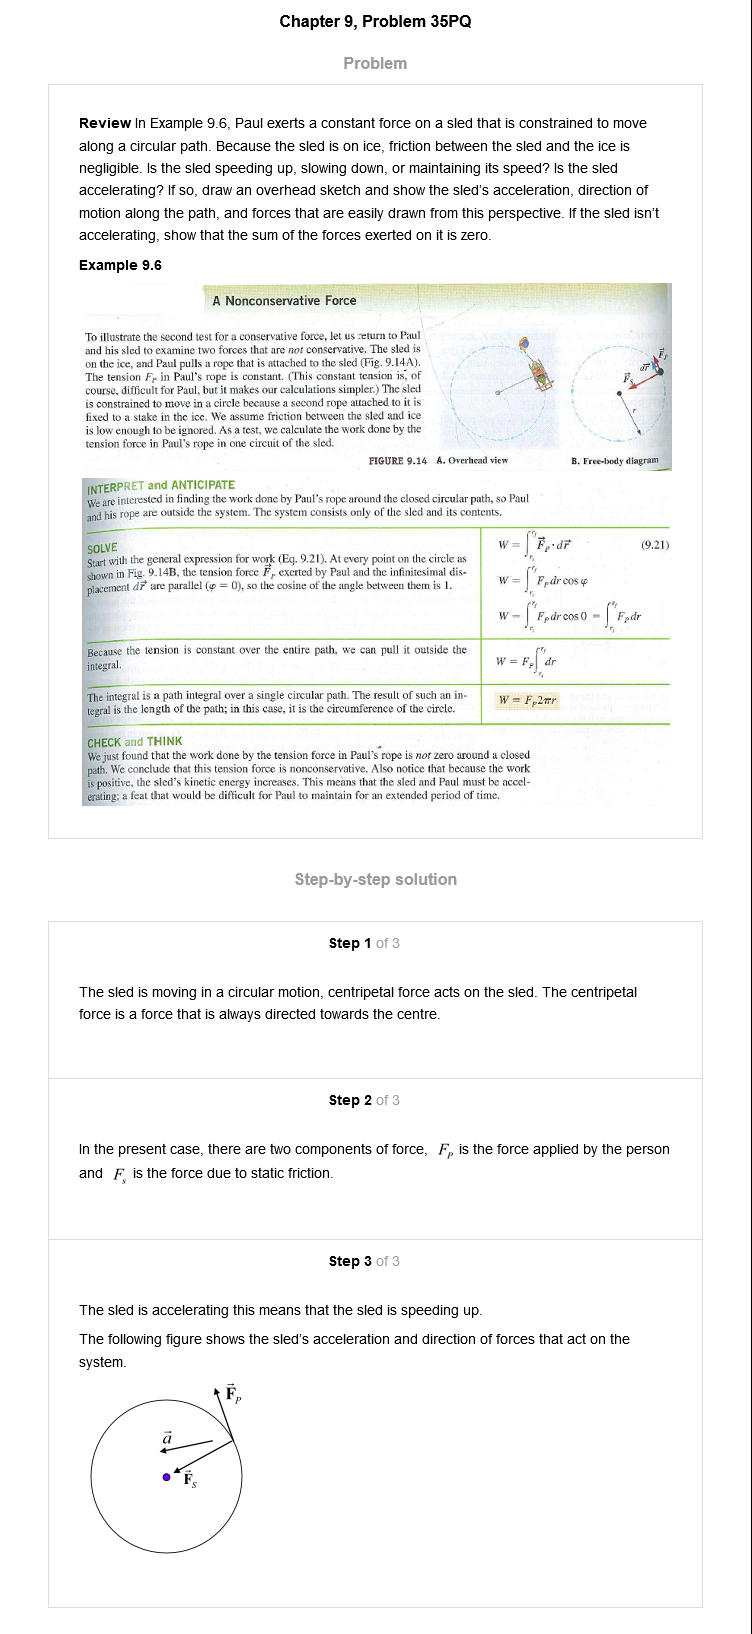 Chapter 9, Problem 35PQ
Problem
Review In Example 9.6, Paul exerts a constant force on a sled that is constrained to move
along a circular path. Because the sled is on ice, friction between the sled and the ice is
negligible. Is the sled speeding up, slowing down, or maintaining its speed? Is the sled
accelerating? If so, draw an overhead sketch and show the sled's acceleration, direction of
motion along the path, and forces that are easily drawn from this perspective. If the sled isn't
accelerating, show that the sum of the forces exerted on it is zero.
Example 9.6
A Nonconservative Force
To illustrate the second test for a conservative force, let us return to Paul
and his sled to examine two forces that are not conservative. The sled is
on the ice, and Paul pulls a rope that is attached to the sled (Fig. 9.14A).
The tension F_P in Paul's rope is constant. (This constant tension is, of
course, difficult for Paul, but it makes our calculations simpler.) The sled
is constrained to move in a circle because a second rope attached to it is
fixed to a stake in the ice. We assume friction between the sled and ice
is low enough to be ignored. As a test, we calculate the work done by the
tension force in Paul's rope in one circuit of the sled.
F⃗_P
dr⃗
F⃗_s
r
FIGURE 9.14 A. Overhead view
B. Free-body diagram
INTERPRET and ANTICIPATE
We are interested in finding the work done by Paul's rope around the closed circular path, so Paul
and his rope are outside the system. The system consists only of the sled and its contents.
SOLVE
Start with the general expression for work (Eq. 9.21). At every point on the circle as
shown in Fig. 9.14B, the tension force F⃗_P exerted by Paul and the infinitesimal dis-
placement dr⃗ are parallel (φ = 0), so the cosine of the angle between them is 1.
W = ∫_{r_i}^{r_f} F⃗_P · dr⃗ (9.21)
W = ∫_{r_i}^{r_f} F_P dr cos φ
W = ∫_{r_i}^{r_f} F_P dr cos 0 = ∫_{r_i}^{r_f} F_P dr
Because the tension is constant over the entire path, we can pull it outside the
integral.
W = F_P ∫_{r_i}^{r_f} dr
The integral is a path integral over a single circular path. The result of such an in-
tegral is the length of the path; in this case, it is the circumference of the circle.
W = F_P 2πr
CHECK and THINK
We just found that the work done by the tension force in Paul's rope is not zero around a closed
path. We conclude that this tension force is nonconservative. Also notice that because the work
is positive, the sled's kinetic energy increases. This means that the sled and Paul must be accel-
erating; a feat that would be difficult for Paul to maintain for an extended period of time.
Step-by-step solution
Step 1 of 3
The sled is moving in a circular motion, centripetal force acts on the sled. The centripetal
force is a force that is always directed towards the centre.
Step 2 of 3
In the present case, there are two components of force, F_p is the force applied by the person
and F_s is the force due to static friction.
Step 3 of 3
The sled is accelerating this means that the sled is speeding up.
The following figure shows the sled's acceleration and direction of forces that act on the
system.
F⃗_P
a⃗
F⃗_S